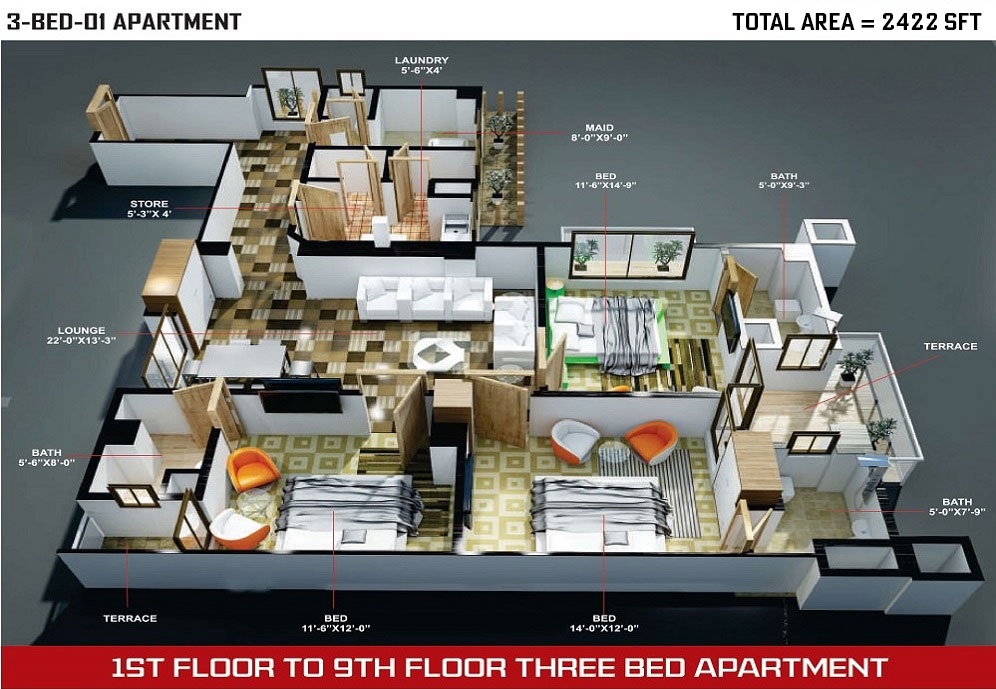 3-BED-01 APARTMENT
TOTAL AREA = 2422 SFT
LAUNDRY
5'-6"X4'
MAID
8'-0"X9'-0"
BED
11'-6"X14'-9"
BATH
5'-0"X9'-3"
STORE
5'-3"X 4'
LOUNGE
22'-0"X13'-3"
TERRACE
BATH
5'-6"X8'-0"
BATH
5'-0"X7'-9"
TERRACE
BED
11'-6"X12'-0"
BED
14'-0"X12'-0"
1ST FLOOR TO 9TH FLOOR THREE BED APARTMENT